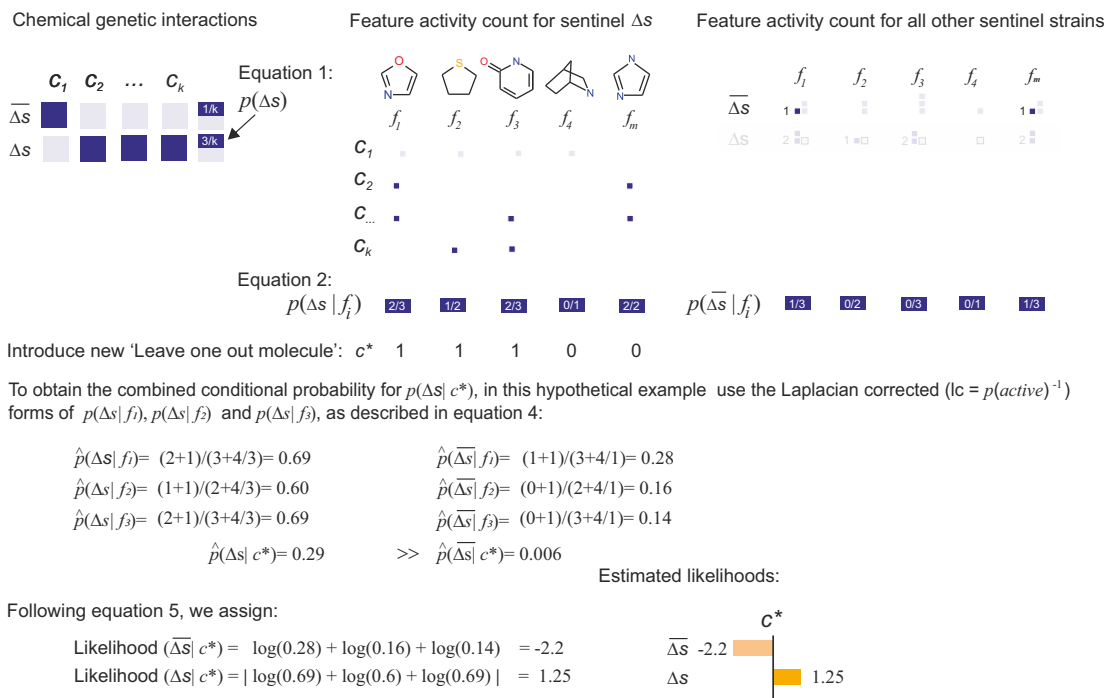 Chemical genetic interactions
Feature activity count for sentinel Δs
Feature activity count for all other sentinel strains
C₁ C₂ ... Cₖ
Equation 1:
p(Δs)
Δ̅s̅ 1/k
Δs 3/k
O N S O N N N N
f₁ f₂ f₃ f₄ fₘ
C₁
C₂
C...
Cₖ
f₁ f₂ f₃ f₄ fₘ
Δ̅s̅ 1 1
Δs 2 1 2 2
Equation 2:
p(Δs | fᵢ) 2/3 1/2 2/3 0/1 2/2
p(Δ̅s̅ | fᵢ) 1/3 0/2 0/3 0/1 1/3
Introduce new ‘Leave one out molecule’: c* 1 1 1 0 0
To obtain the combined conditional probability for p(Δs| c*), in this hypothetical example use the Laplacian corrected (lc = p(active)⁻¹)
forms of p(Δs| f₁), p(Δs| f₂) and p(Δs| f₃), as described in equation 4:
p̂(Δs| f₁)= (2+1)/(3+4/3)= 0.69 p̂(Δ̅s̅| f₁)= (1+1)/(3+4/1)= 0.28
p̂(Δs| f₂)= (1+1)/(2+4/3)= 0.60 p̂(Δ̅s̅| f₂)= (0+1)/(2+4/1)= 0.16
p̂(Δs| f₃)= (2+1)/(3+4/3)= 0.69 p̂(Δ̅s̅| f₃)= (0+1)/(3+4/1)= 0.14
p̂(Δs| c*)= 0.29 >> p̂(Δ̅s̅| c*)= 0.006
Estimated likelihoods:
Following equation 5, we assign:
c*
Likelihood (Δ̅s̅| c*) = log(0.28) + log(0.16) + log(0.14) = -2.2
Likelihood (Δs| c*) = | log(0.69) + log(0.6) + log(0.69) | = 1.25
Δ̅s̅ -2.2
Δs 1.25